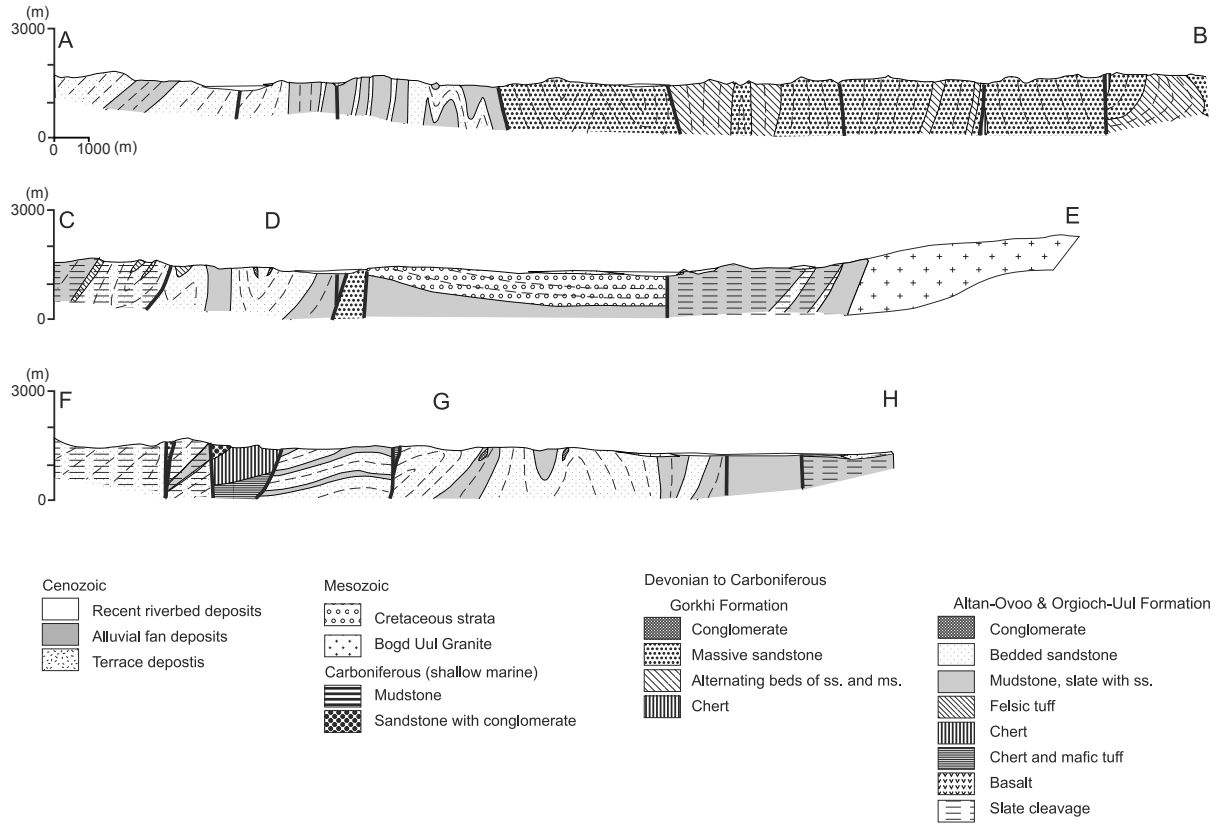 (m)
3000
A
B
0
0
1000 (m)
(m)
3000
C
D
E
0
(m)
3000
F
G
H
0
Cenozoic
Recent riverbed deposits
Alluvial fan deposits
Terrace depostis
Mesozoic
Cretaceous strata
Bogd Uul Granite
Carboniferous (shallow marine)
Mudstone
Sandstone with conglomerate
Devonian to Carboniferous
Gorkhi Formation
Conglomerate
Massive sandstone
Alternating beds of ss. and ms.
Chert
Altan-Ovoo & Orgioch-Uul Formation
Conglomerate
Bedded sandstone
Mudstone, slate with ss.
Felsic tuff
Chert
Chert and mafic tuff
Basalt
Slate cleavage